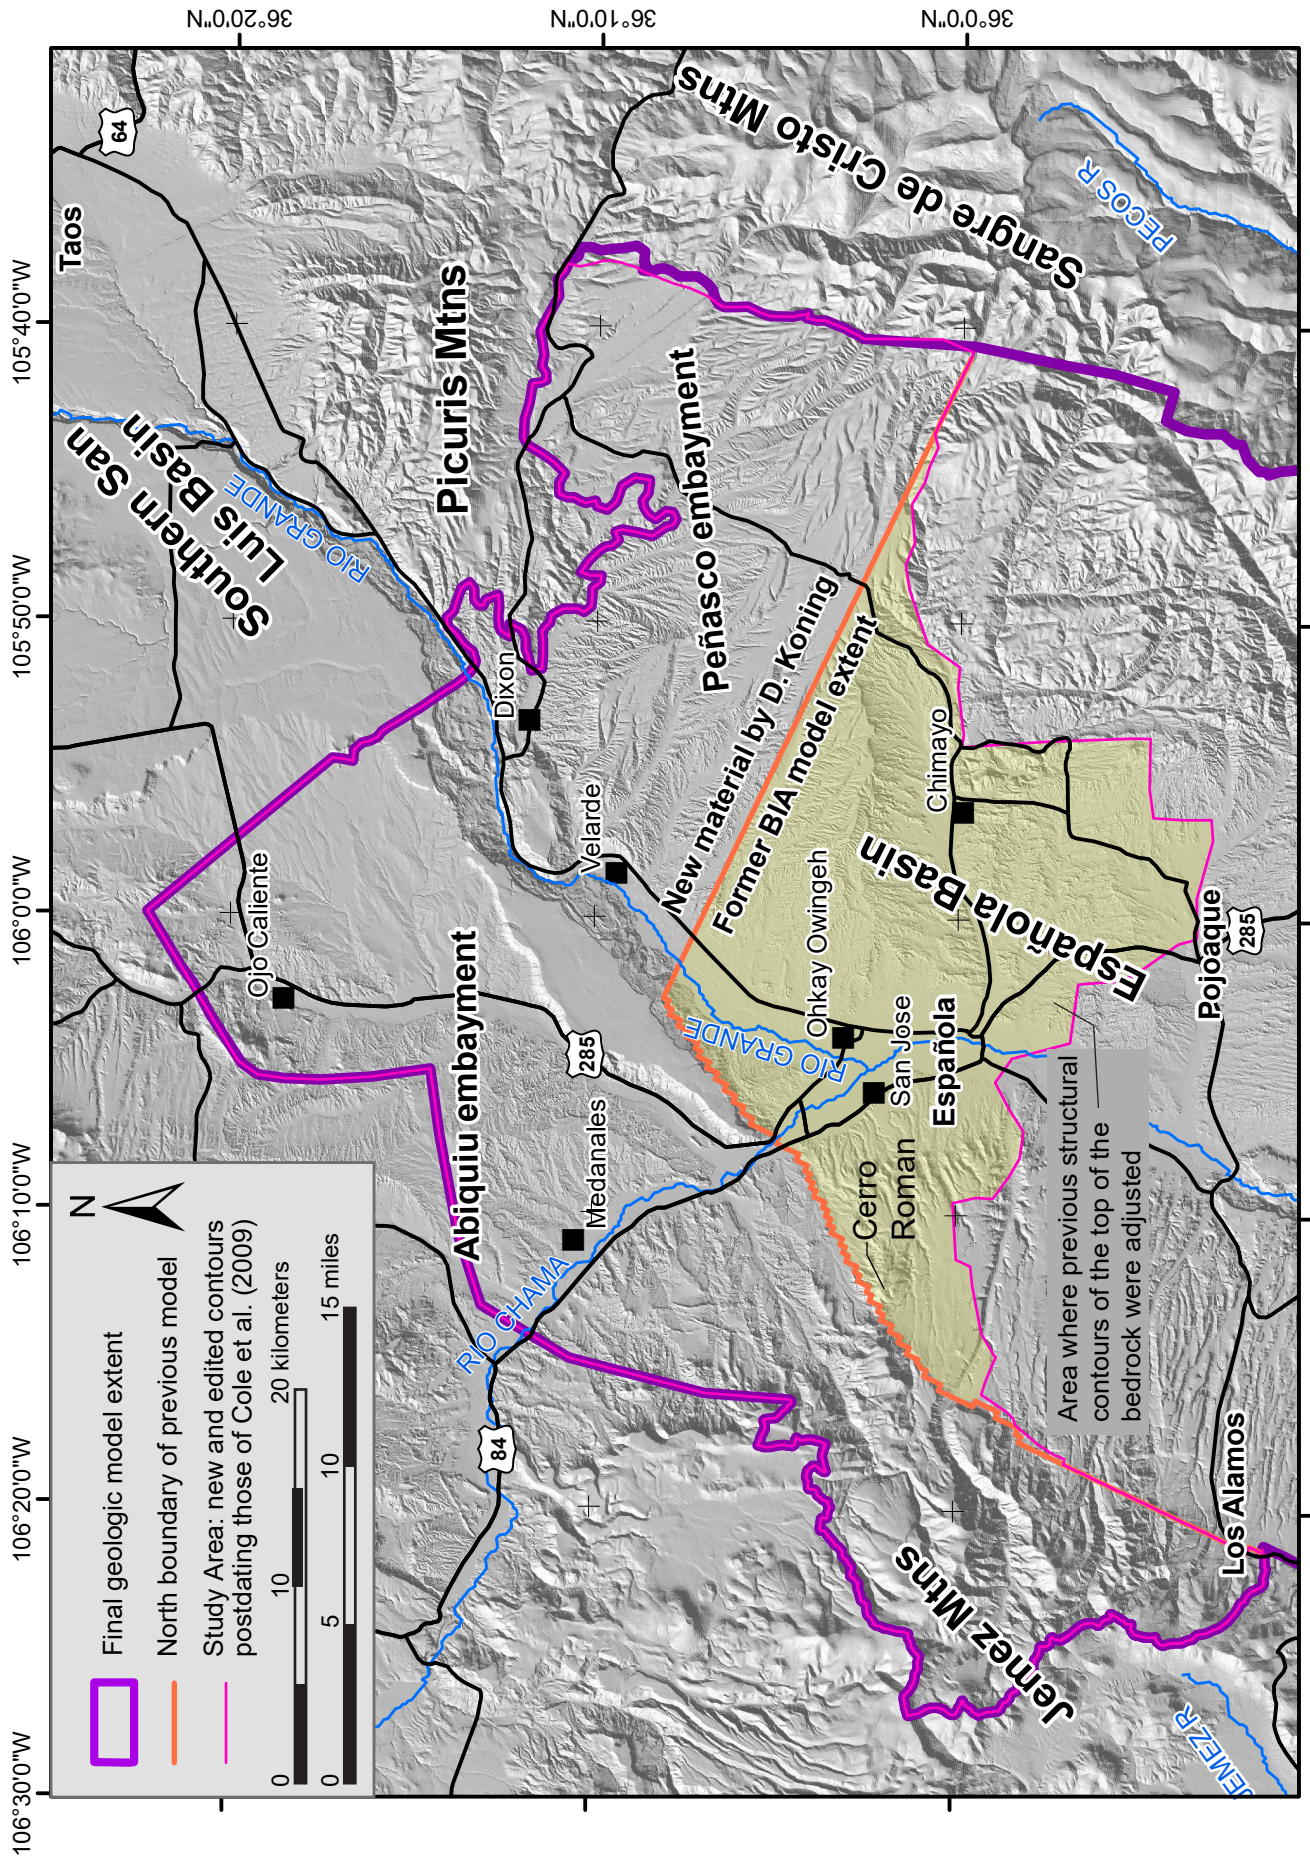 106°30'0"W
106°20'0"W
106°10'0"W
106°0'0"W
105°50'0"W
105°40'0"W
36°20'0"N
36°10'0"N
36°0'0"N
N
Final geologic model extent
North boundary of previous model
Study Area: new and edited contours
postdating those of Cole et al. (2009)
0
10
20 kilometers
0
5
10
15 miles
Taos
64
Southern San
Luis Basin
RIO GRANDE
Picuris Mtns
Ojo Caliente
Abiquiu embayment
285
Medanales
RIO CHAMA
84
Dixon
Velarde
Peñasco embayment
Sangre de Cristo Mtns
PECOS R
New material by D. Koning
Former BIA model extent
Chimayo
Española Basin
Ohkay Owingeh
RIO GRANDE
San Jose
Española
Cerro
Roman
Area where previous structural
contours of the top of the
bedrock were adjusted
Pojoaque
285
Los Alamos
Jemez Mtns
JEMEZ R